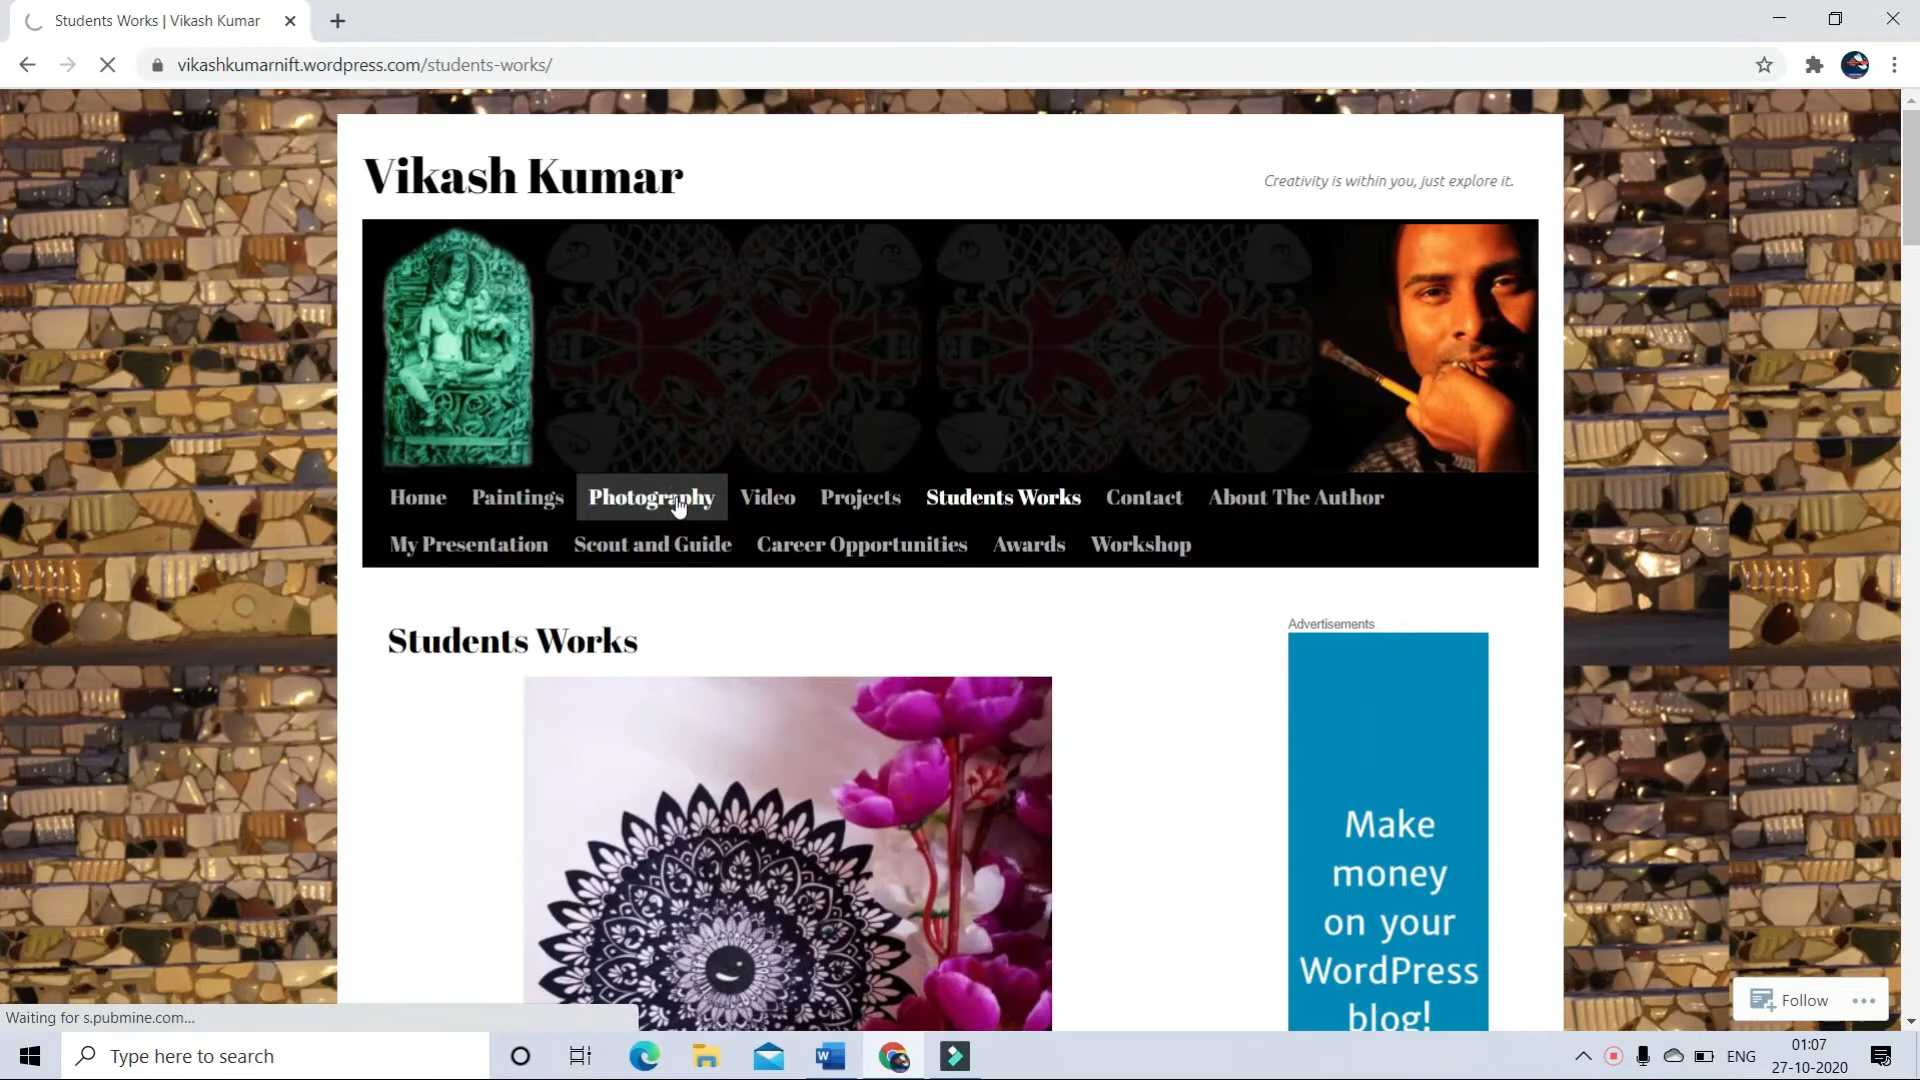 Students Works | Vikash Kumar
vikashkumarnift.wordpress.com/students-works/
Vikash Kumar
Creativity is within you, just explore it.
Home Paintings Photography Video Projects Students Works Contact About The Author
My Presentation Scout and Guide Career Opportunities Awards Workshop
Students Works
Advertisements
Make
money
on your
WordPress
blog!
Follow
Waiting for s.pubmine.com...
Type here to search
ENG
01:07
27-10-2020